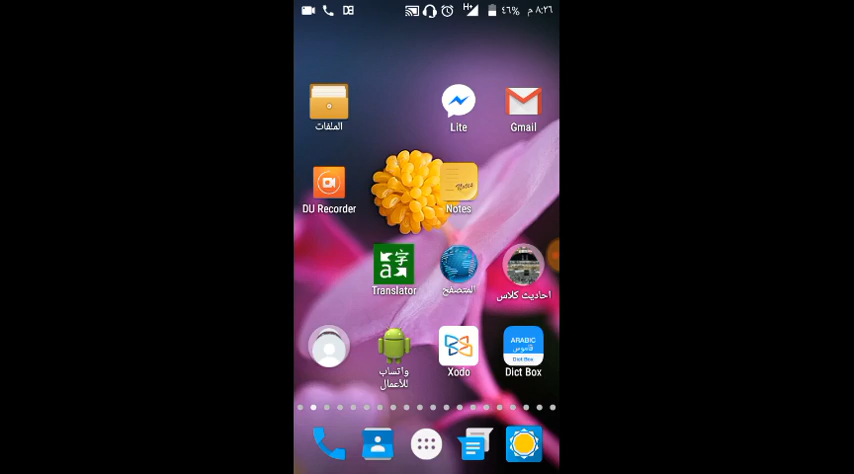 H+ ٤٦% ٨:٢٦ م
الملفات
Lite
Gmail
DU Recorder
Notes
Translator
المتصفح
احاديث كلاس
واتساب
للأعمال
Xodo
ARABIC
قاموس
Dict Box
Dict Box